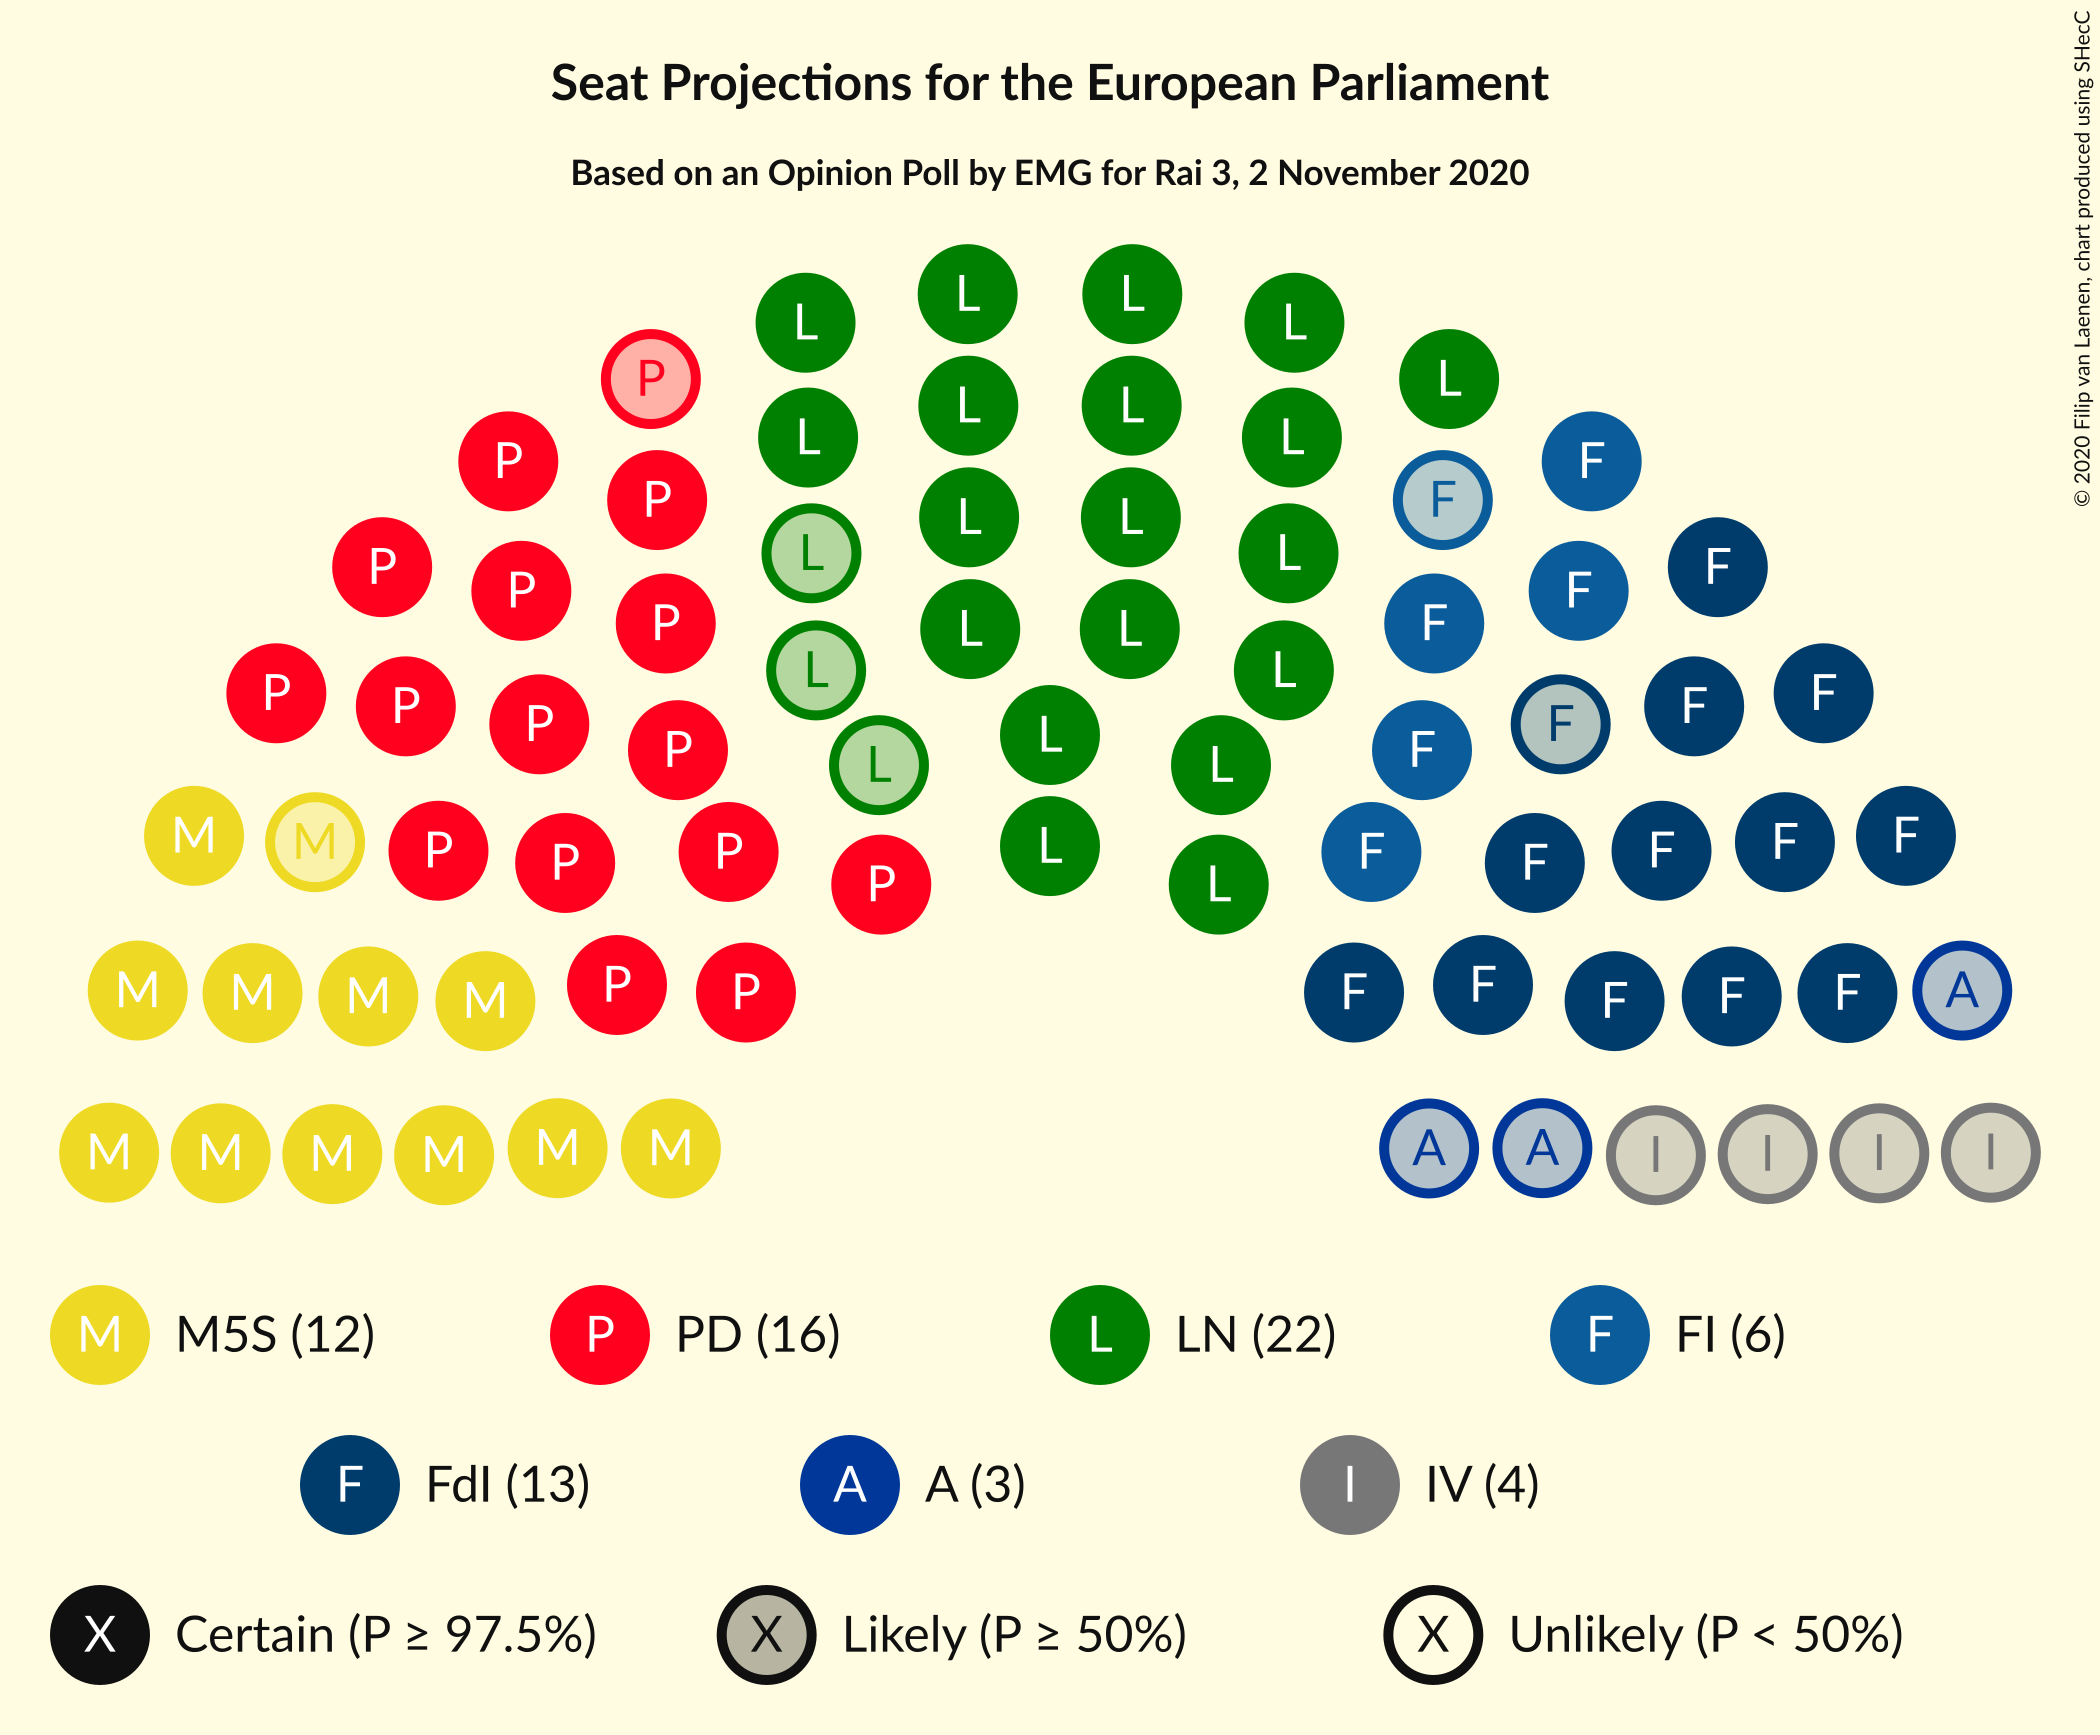 Seat Projections for the European Parliament
Based on an Opinion Poll by EMG for Rai 3, 2 November 2020
© 2020 Filip van Laenen, chart produced using SHecC
L L L L
P L
L L L L
P F
P F
L L L L
P F F
P P F
L L L L
P F
P P P F F F
P L L L
M M P P P L L F F F F F
P L
M M M M P P F F F F F A
M M M M M M A A I I I I
M M5S (12) P PD (16) L LN (22) F FI (6)
F FdI (13) A A (3) I IV (4)
X Certain (P ≥ 97.5%) X Likely (P ≥ 50%) X Unlikely (P < 50%)